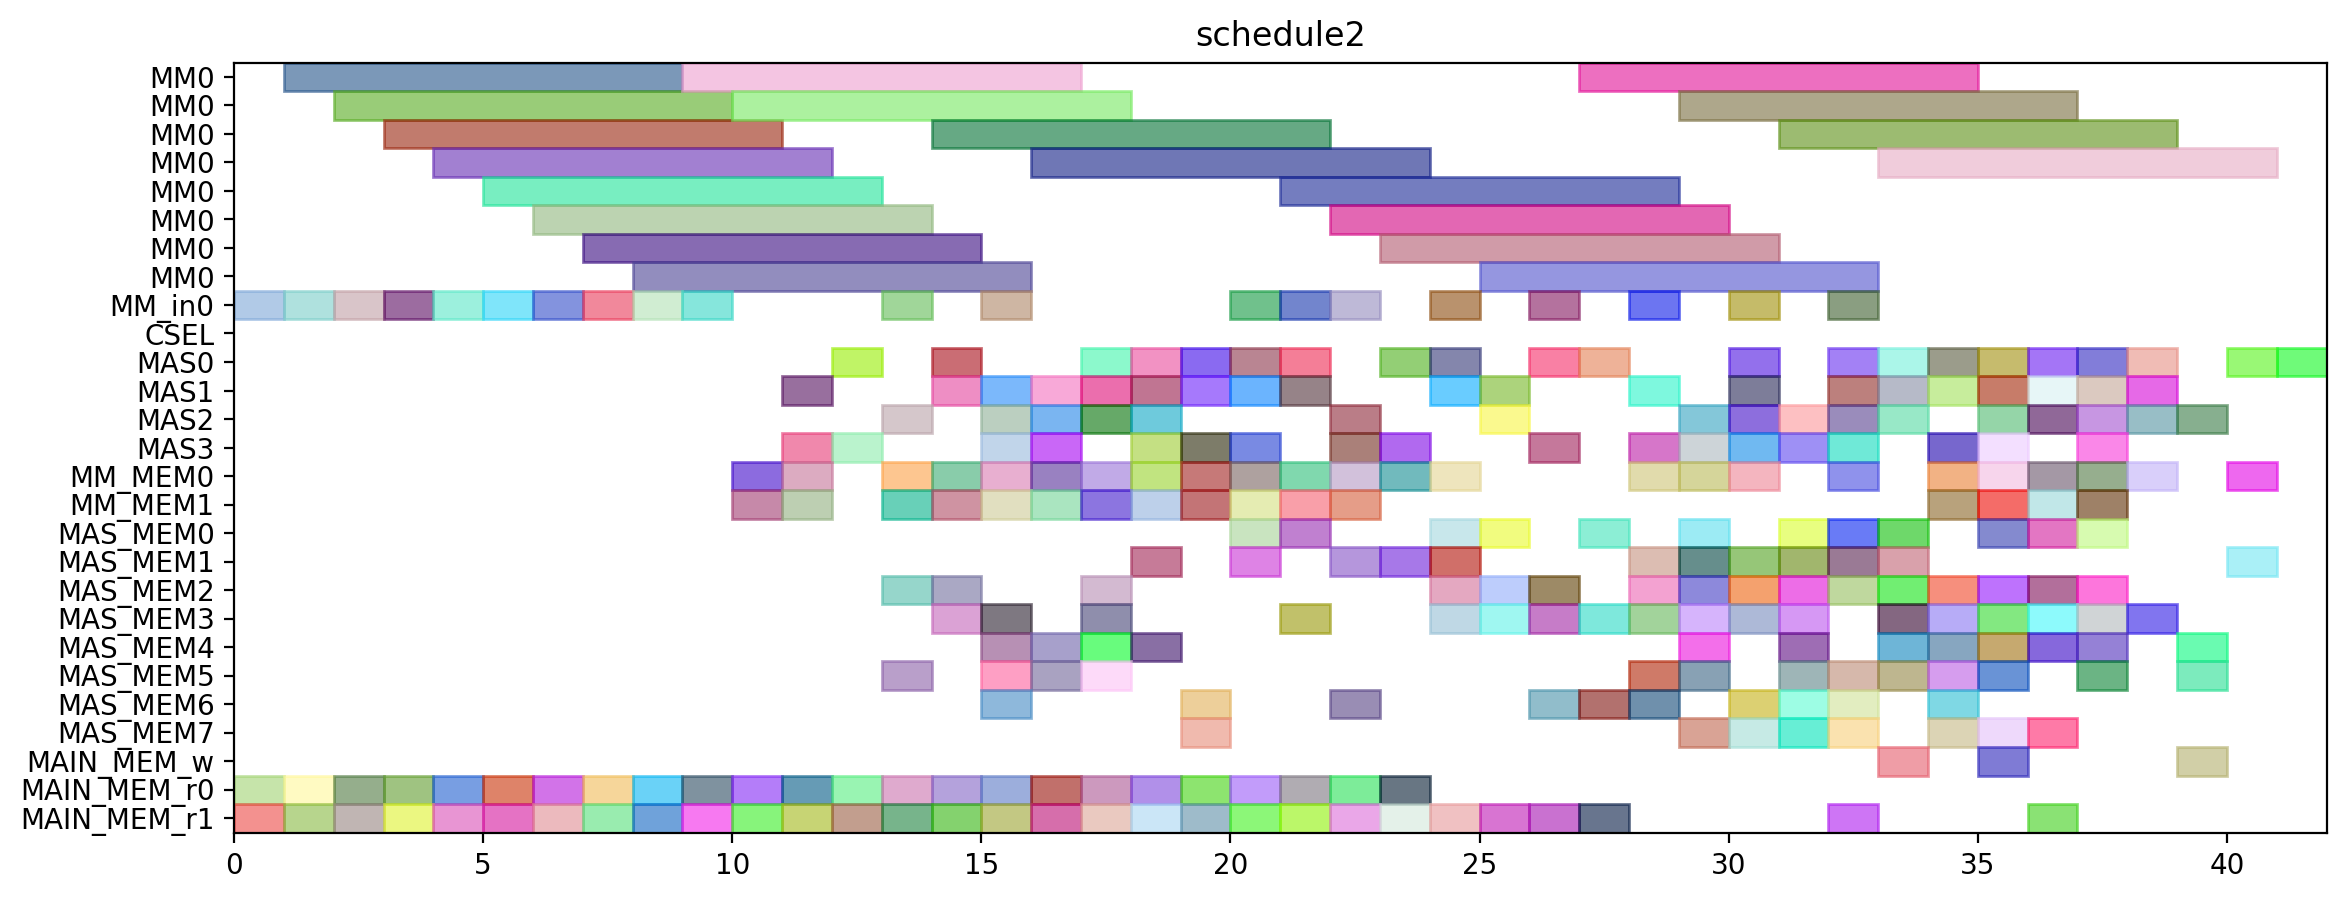 schedule2
MM0
MM0
MM0
MM0
MM0
MM0
MM0
MM0
MM_in0
CSEL
MAS0
MAS1
MAS2
MAS3
MM_MEM0
MM_MEM1
MAS_MEM0
MAS_MEM1
MAS_MEM2
MAS_MEM3
MAS_MEM4
MAS_MEM5
MAS_MEM6
MAS_MEM7
MAIN_MEM_w
MAIN_MEM_r0
MAIN_MEM_r1
0 5 10 15 20 25 30 35 40